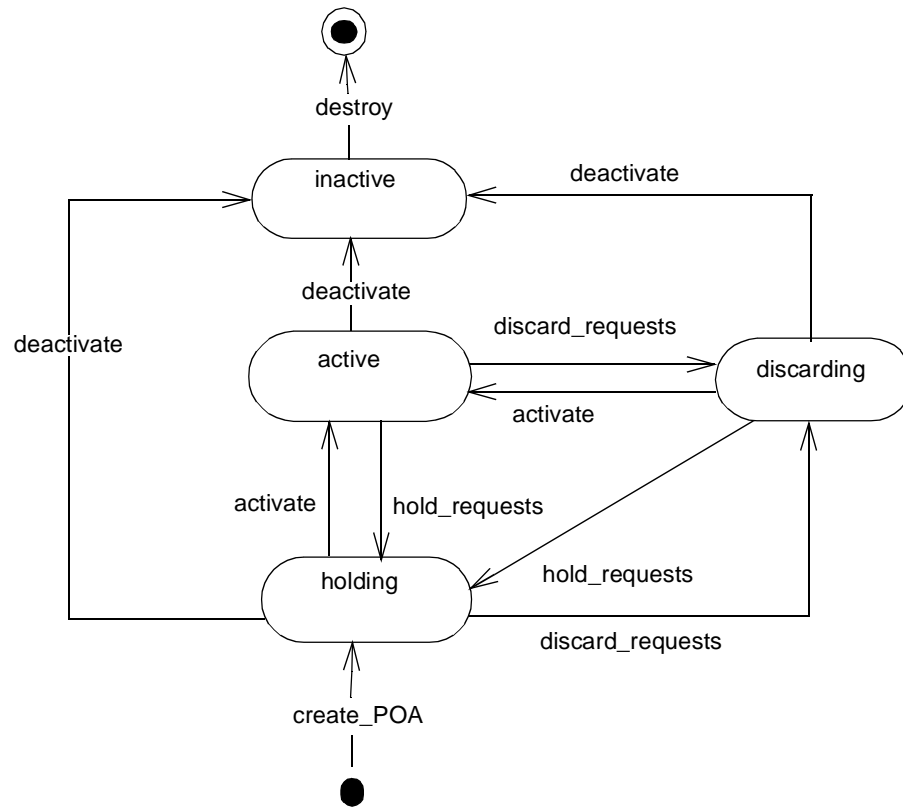 destroy
inactive
deactivate
deactivate
deactivate
discard_requests
active
discarding
activate
activate
hold_requests
holding
hold_requests
discard_requests
create_POA